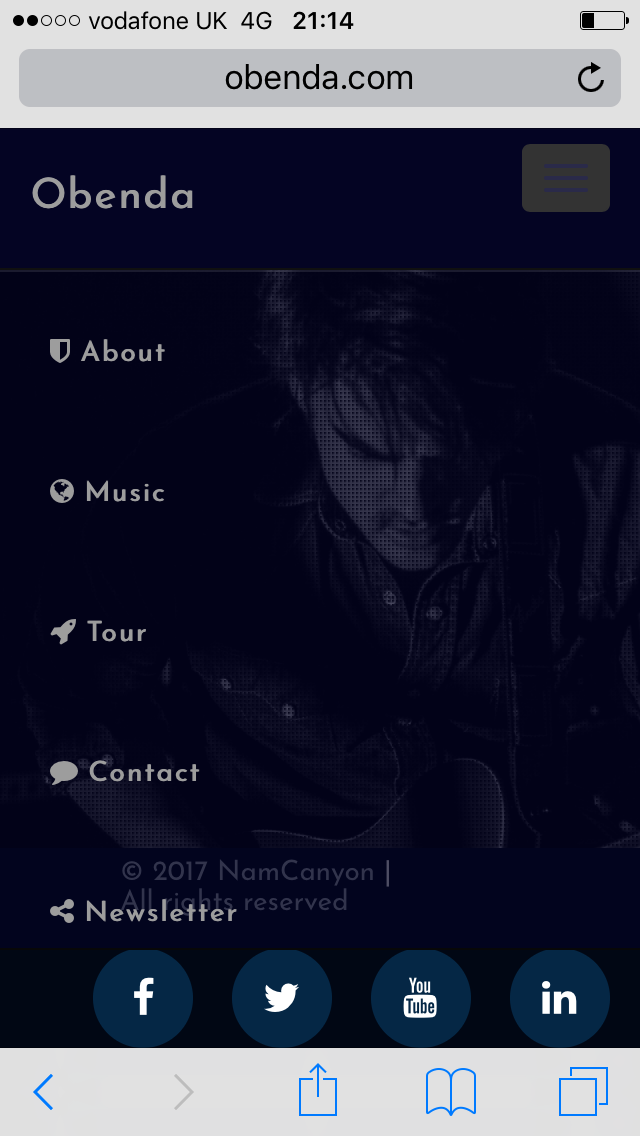 vodafone UK 4G 21:14
obenda.com
Obenda
About
Music
Tour
Contact
© 2017 NamCanyon |
All rights reserved
Newsletter
You
Tube
in